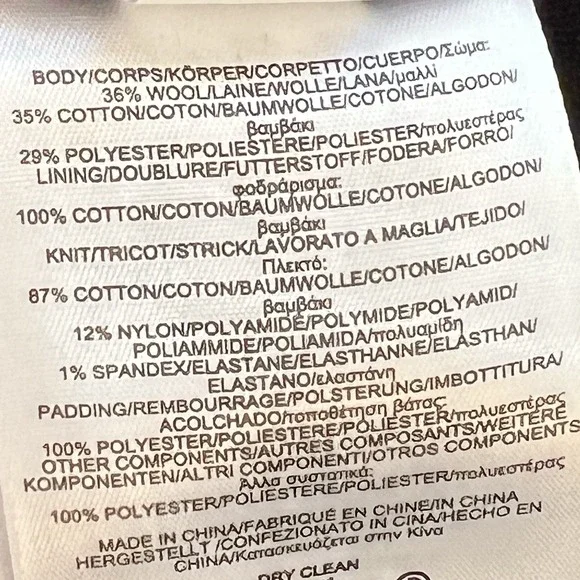 BODY/CORPS/KÖRPER/CORPETTO/CUERPO/Σώμα:
36% WOOL/LAINE/WOLLE/LANA/μαλλί
35% COTTON/COTON/BAUMWOLLE/COTONE/ALGODON/
βαμβάκι
29% POLYESTER/POLIESTERE/POLIESTER/πολυεστέρας
LINING/DOUBLURE/FUTTERSTOFF/FODERA/FORRO/
φοδράρισμα:
100% COTTON/COTON/BAUMWOLLE/COTONE/ALGODON/
βαμβάκι
KNIT/TRICOT/STRICK/LAVORATO A MAGLIA/TEJIDO/
Πλεκτό:
87% COTTON/COTON/BAUMWOLLE/COTONE/ALGODON/
βαμβάκι
12% NYLON/POLYAMIDE/POLYMIDE/POLYAMID/
POLIAMMIDE/POLIAMIDA/πολυαμίδη
1% SPANDEX/ELASTANE/ELASTHANNE/ELASTHAN/
ELASTANO/ελαστάνη
PADDING/REMBOURRAGE/POLSTERUNG/IMBOTTITURA/
ACOLCHADO/τοποθέτηση βάτας:
100% POLYESTER/POLIESTERE/POLIESTER/πολυεστέρας
OTHER COMPONENTS/AUTRES COMPOSANTS/WEITERE
KOMPONENTEN/ALTRI COMPONENTI/OTROS COMPONENTS
Άλλα συστατικά:
100% POLYESTER/POLIESTERE/POLIESTER/πολυεστέρας
MADE IN CHINA/FABRIQUÉ EN CHINE/IN CHINA
HERGESTELLT/CONFEZIONATO IN CINA/HECHO EN
CHINA/Κατασκευάζεται στην Κίνα
DRY CLEAN